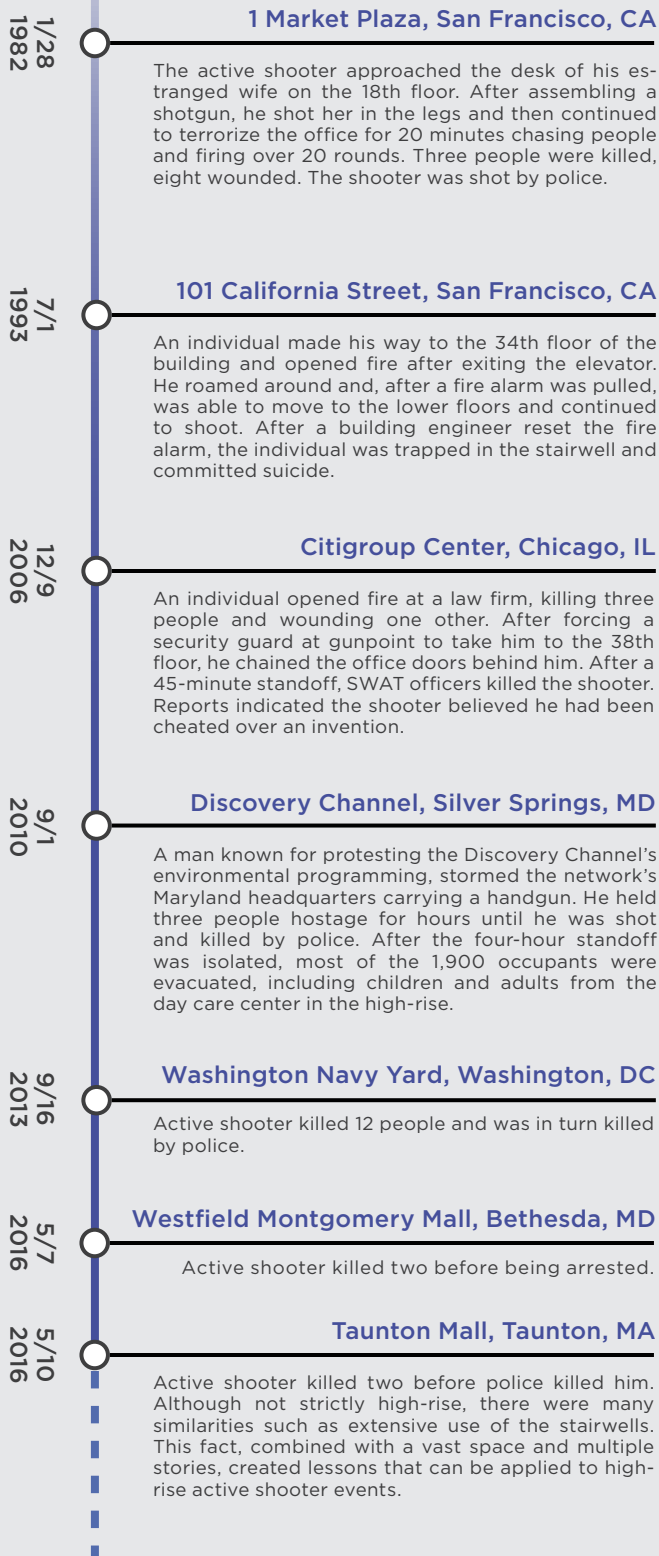 1/28
1982
1 Market Plaza, San Francisco, CA
The active shooter approached the desk of his es-
tranged wife on the 18th floor. After assembling a
shotgun, he shot her in the legs and then continued
to terrorize the office for 20 minutes chasing people
and firing over 20 rounds. Three people were killed,
eight wounded. The shooter was shot by police.
7/1
1993
101 California Street, San Francisco, CA
An individual made his way to the 34th floor of the
building and opened fire after exiting the elevator.
He roamed around and, after a fire alarm was pulled,
was able to move to the lower floors and continued
to shoot. After a building engineer reset the fire
alarm, the individual was trapped in the stairwell and
committed suicide.
12/9
2006
Citigroup Center, Chicago, IL
An individual opened fire at a law firm, killing three
people and wounding one other. After forcing a
security guard at gunpoint to take him to the 38th
floor, he chained the office doors behind him. After a
45-minute standoff, SWAT officers killed the shooter.
Reports indicated the shooter believed he had been
cheated over an invention.
9/1
2010
Discovery Channel, Silver Springs, MD
A man known for protesting the Discovery Channel's
environmental programming, stormed the network's
Maryland headquarters carrying a handgun. He held
three people hostage for hours until he was shot
and killed by police. After the four-hour standoff
was isolated, most of the 1,900 occupants were
evacuated, including children and adults from the
day care center in the high-rise.
9/16
2013
Washington Navy Yard, Washington, DC
Active shooter killed 12 people and was in turn killed
by police.
5/7
2016
Westfield Montgomery Mall, Bethesda, MD
Active shooter killed two before being arrested.
5/10
2016
Taunton Mall, Taunton, MA
Active shooter killed two before police killed him.
Although not strictly high-rise, there were many
similarities such as extensive use of the stairwells.
This fact, combined with a vast space and multiple
stories, created lessons that can be applied to high-
rise active shooter events.